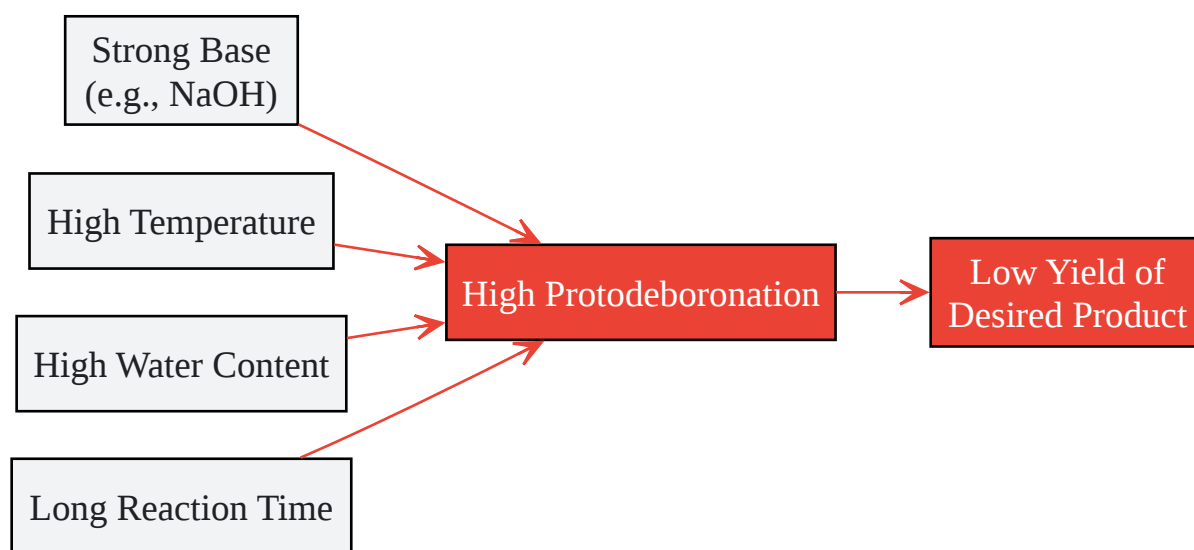 Strong Base
(e.g., NaOH)
High Temperature
High Water Content
Long Reaction Time
High Protodeboronation
Low Yield of
Desired Product